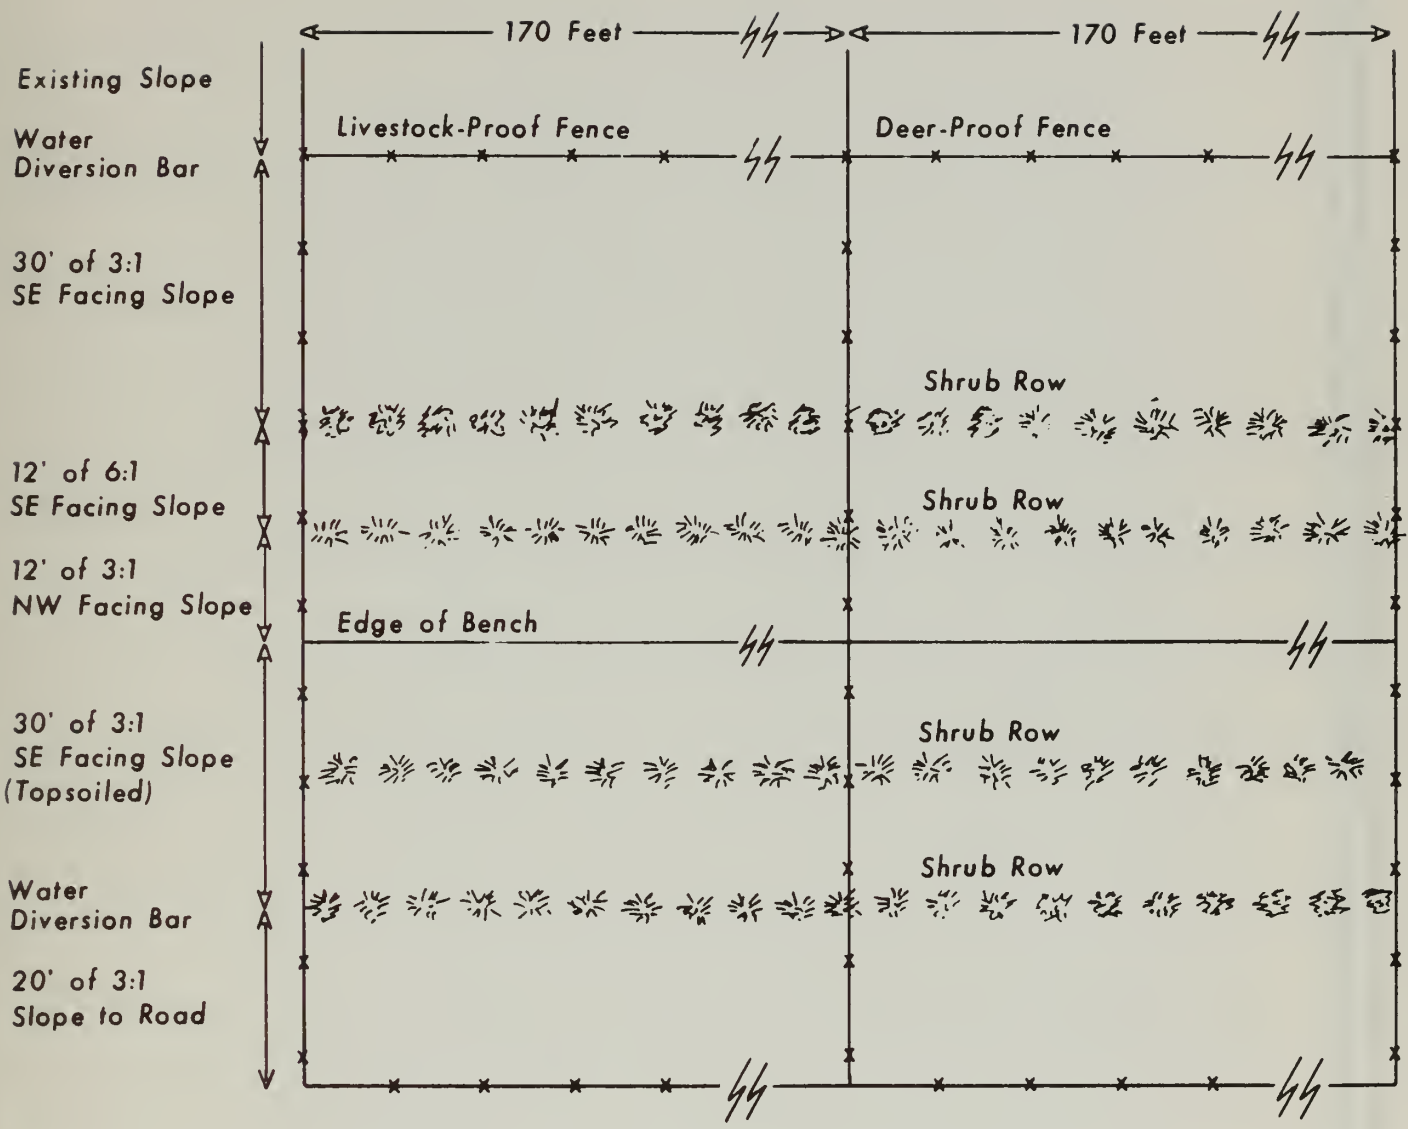 170 Feet
170 Feet
Existing Slope
Water
Diversion Bar
Livestock-Proof Fence
Deer-Proof Fence
30' of 3:1
SE Facing Slope
Shrub Row
12' of 6:1
SE Facing Slope
Shrub Row
12' of 3:1
NW Facing Slope
Edge of Bench
30' of 3:1
SE Facing Slope
(Topsoiled)
Shrub Row
Shrub Row
Water
Diversion Bar
20' of 3:1
Slope to Road